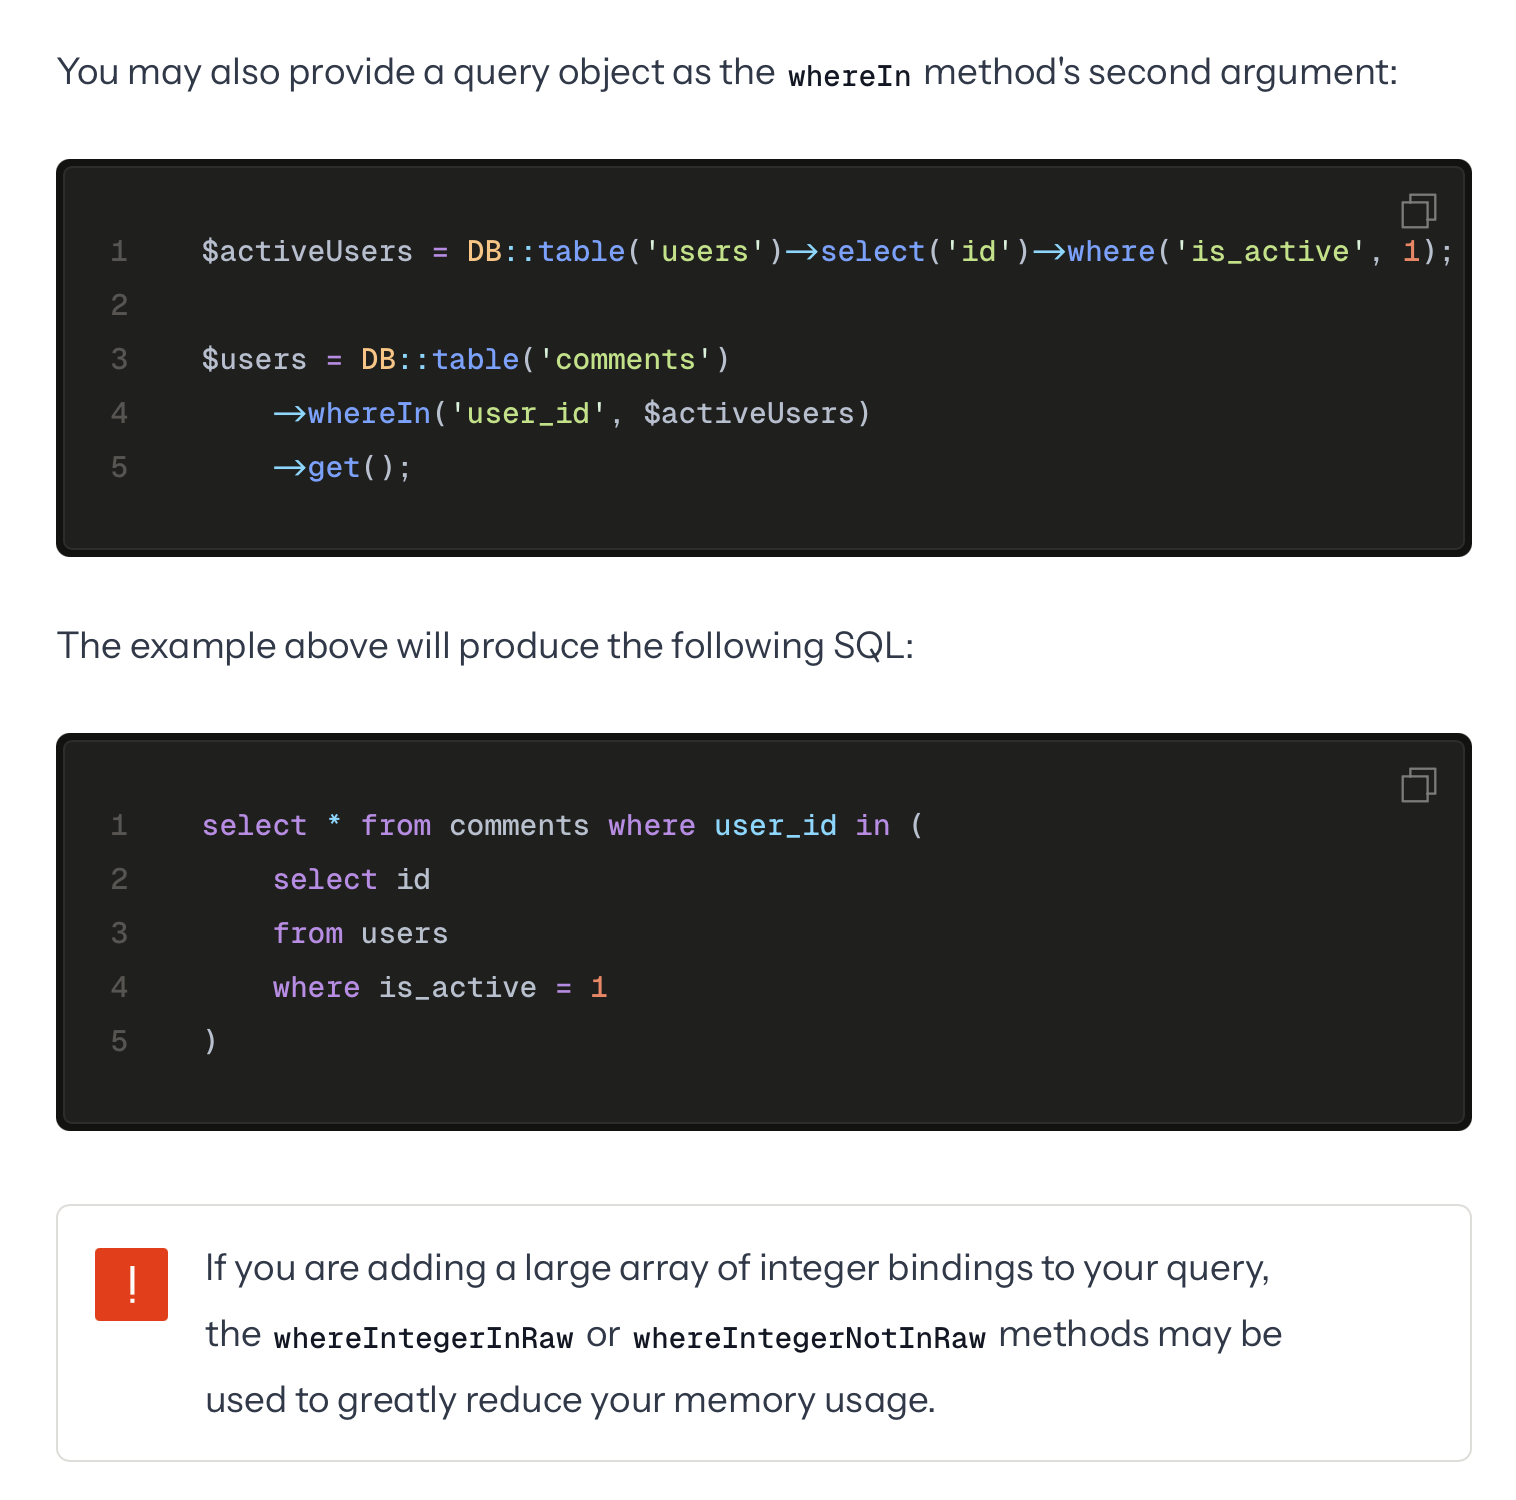 You may also provide a query object as the whereIn method's second argument:
1 $activeUsers = DB::table('users')->select('id')->where('is_active', 1);
2
3 $users = DB::table('comments')
4     ->whereIn('user_id', $activeUsers)
5     ->get();
The example above will produce the following SQL:
1 select * from comments where user_id in (
2     select id
3     from users
4     where is_active = 1
5 )
!
If you are adding a large array of integer bindings to your query,
the whereIntegerInRaw or whereIntegerNotInRaw methods may be
used to greatly reduce your memory usage.